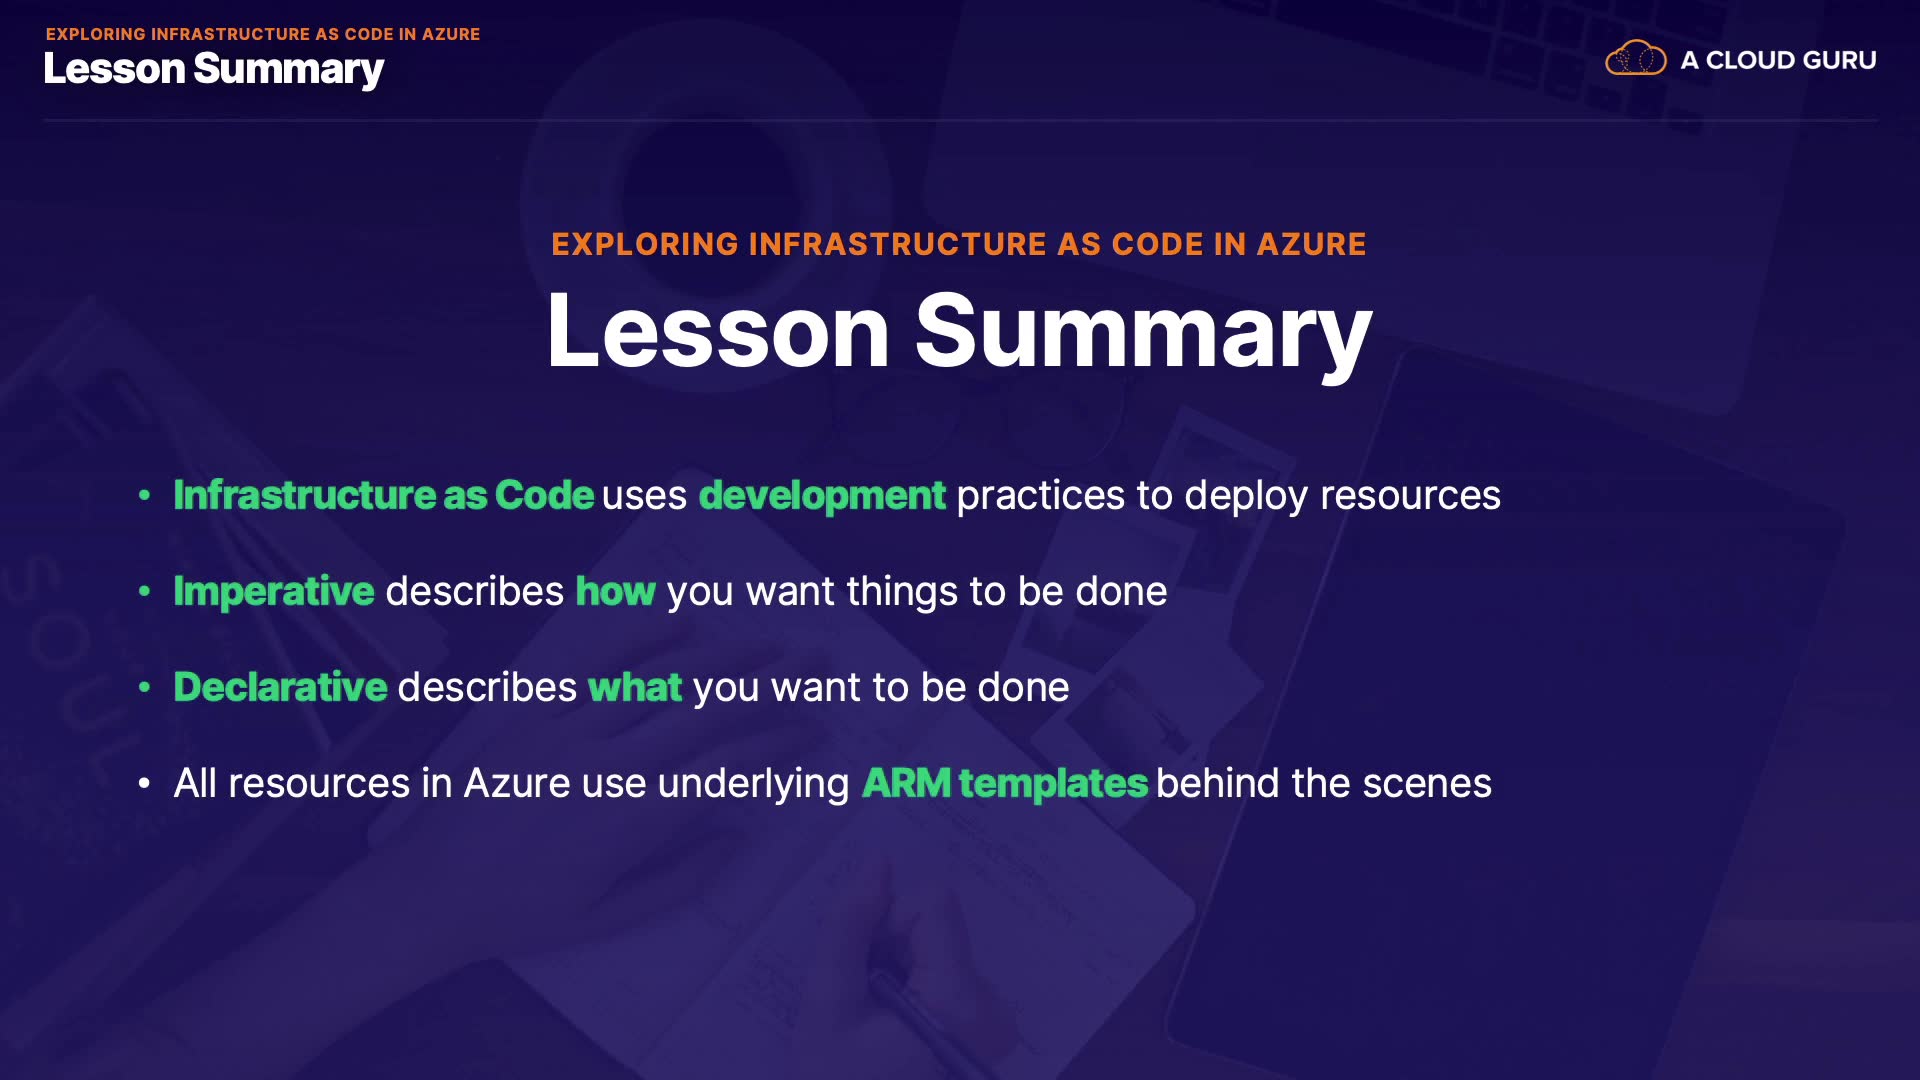 EXPLORING INFRASTRUCTURE AS CODE IN AZURE
Lesson Summary
A CLOUD GURU
EXPLORING INFRASTRUCTURE AS CODE IN AZURE
Lesson Summary
• Infrastructure as Code uses development practices to deploy resources
• Imperative describes how you want things to be done
• Declarative describes what you want to be done
• All resources in Azure use underlying ARM templates behind the scenes
SOUL